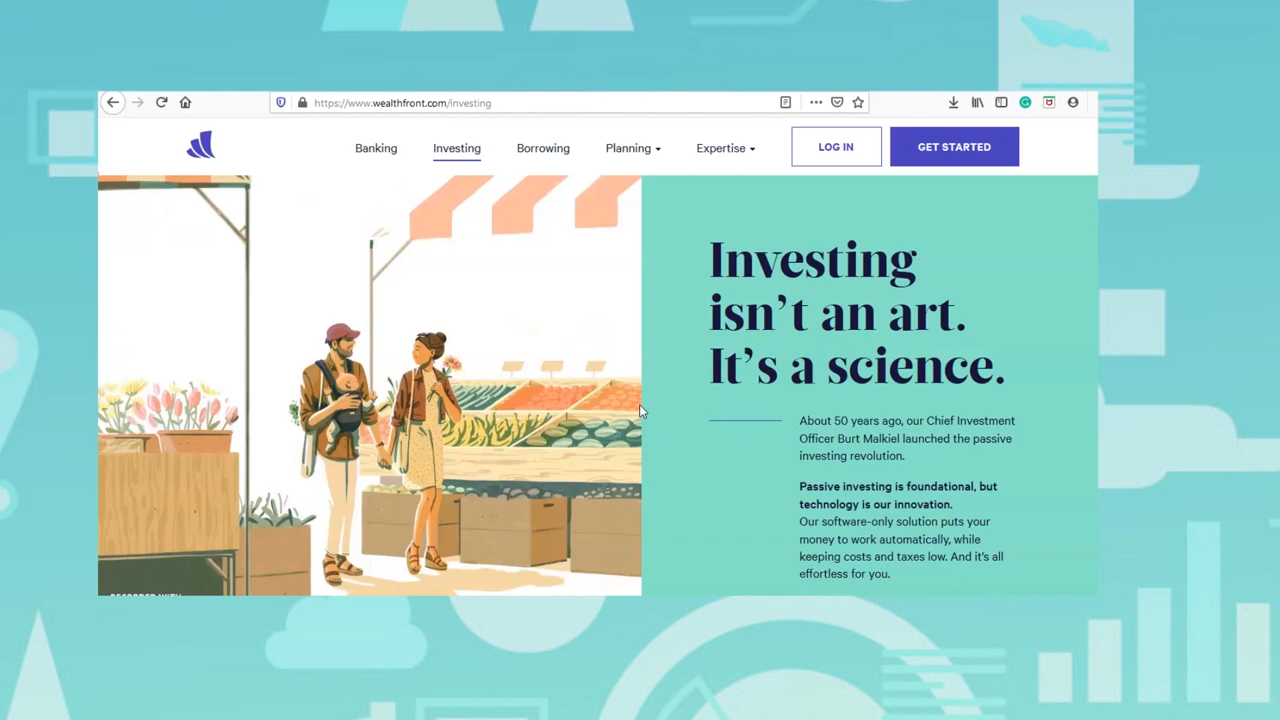 https://www.wealthfront.com/investing
Banking Investing Borrowing Planning Expertise LOG IN GET STARTED
Investing
isn't an art.
It's a science.
About 50 years ago, our Chief Investment
Officer Burt Malkiel launched the passive
investing revolution.
Passive investing is foundational, but
technology is our innovation.
Our software-only solution puts your
money to work automatically, while
keeping costs and taxes low. And it's all
effortless for you.
RECORDED WITH